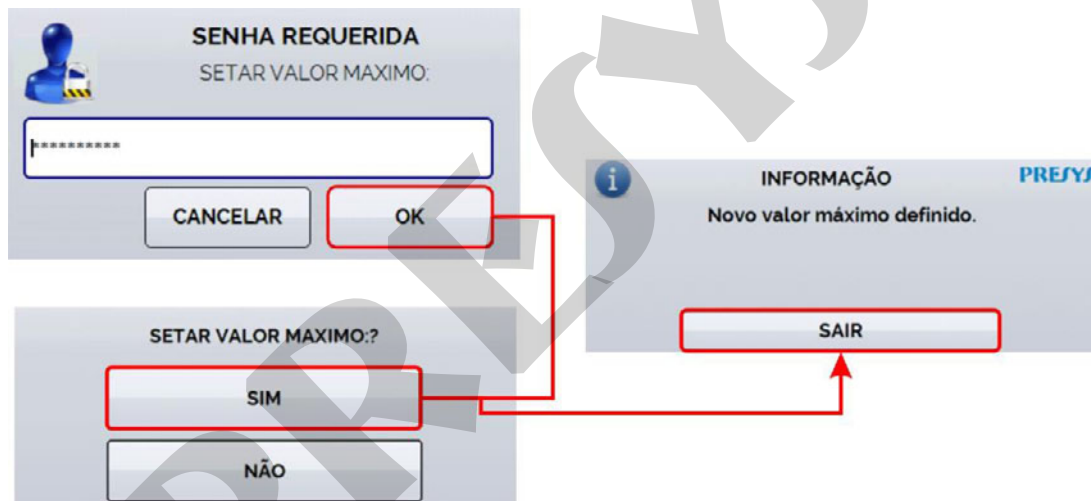 SENHA REQUERIDA
SETAR VALOR MAXIMO:
**********
CANCELAR
OK
SETAR VALOR MAXIMO:?
SIM
NÃO
INFORMAÇÃO
PRESYS
Novo valor máximo definido.
SAIR
PRESYS